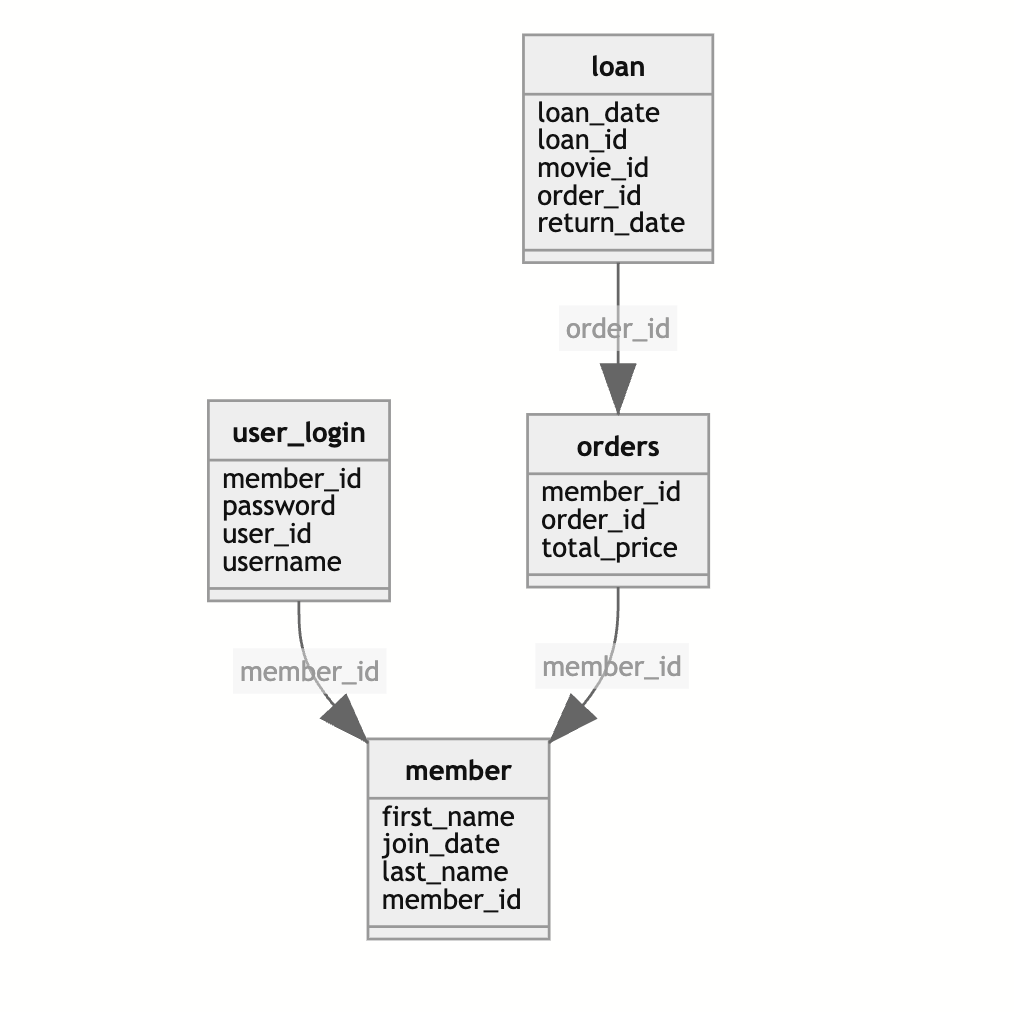 loan
loan_date
loan_id
movie_id
order_id
return_date
order_id
user_login
member_id
password
user_id
username
orders
member_id
order_id
total_price
member_id
member_id
member
first_name
join_date
last_name
member_id